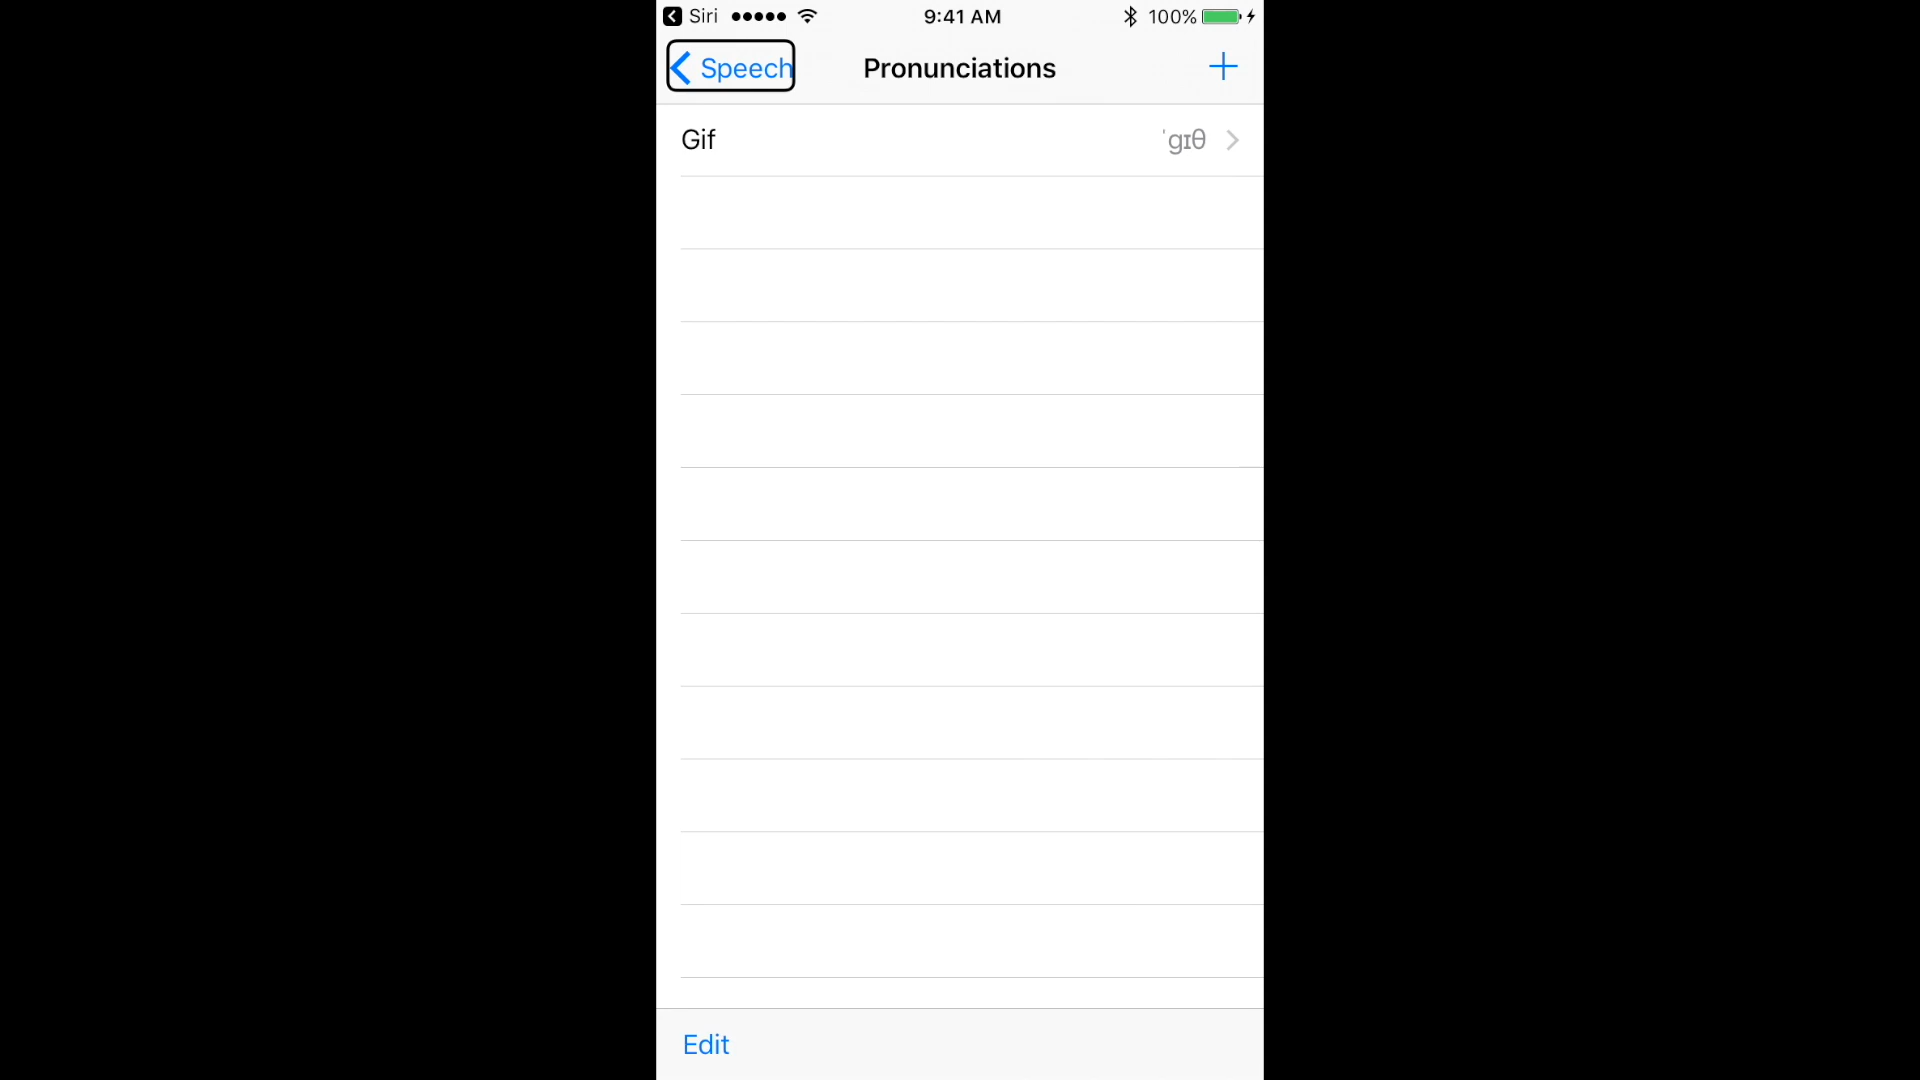 Siri 9:41 AM 100%
Speech Pronunciations +
Gif ˈɡɪθ
Edit